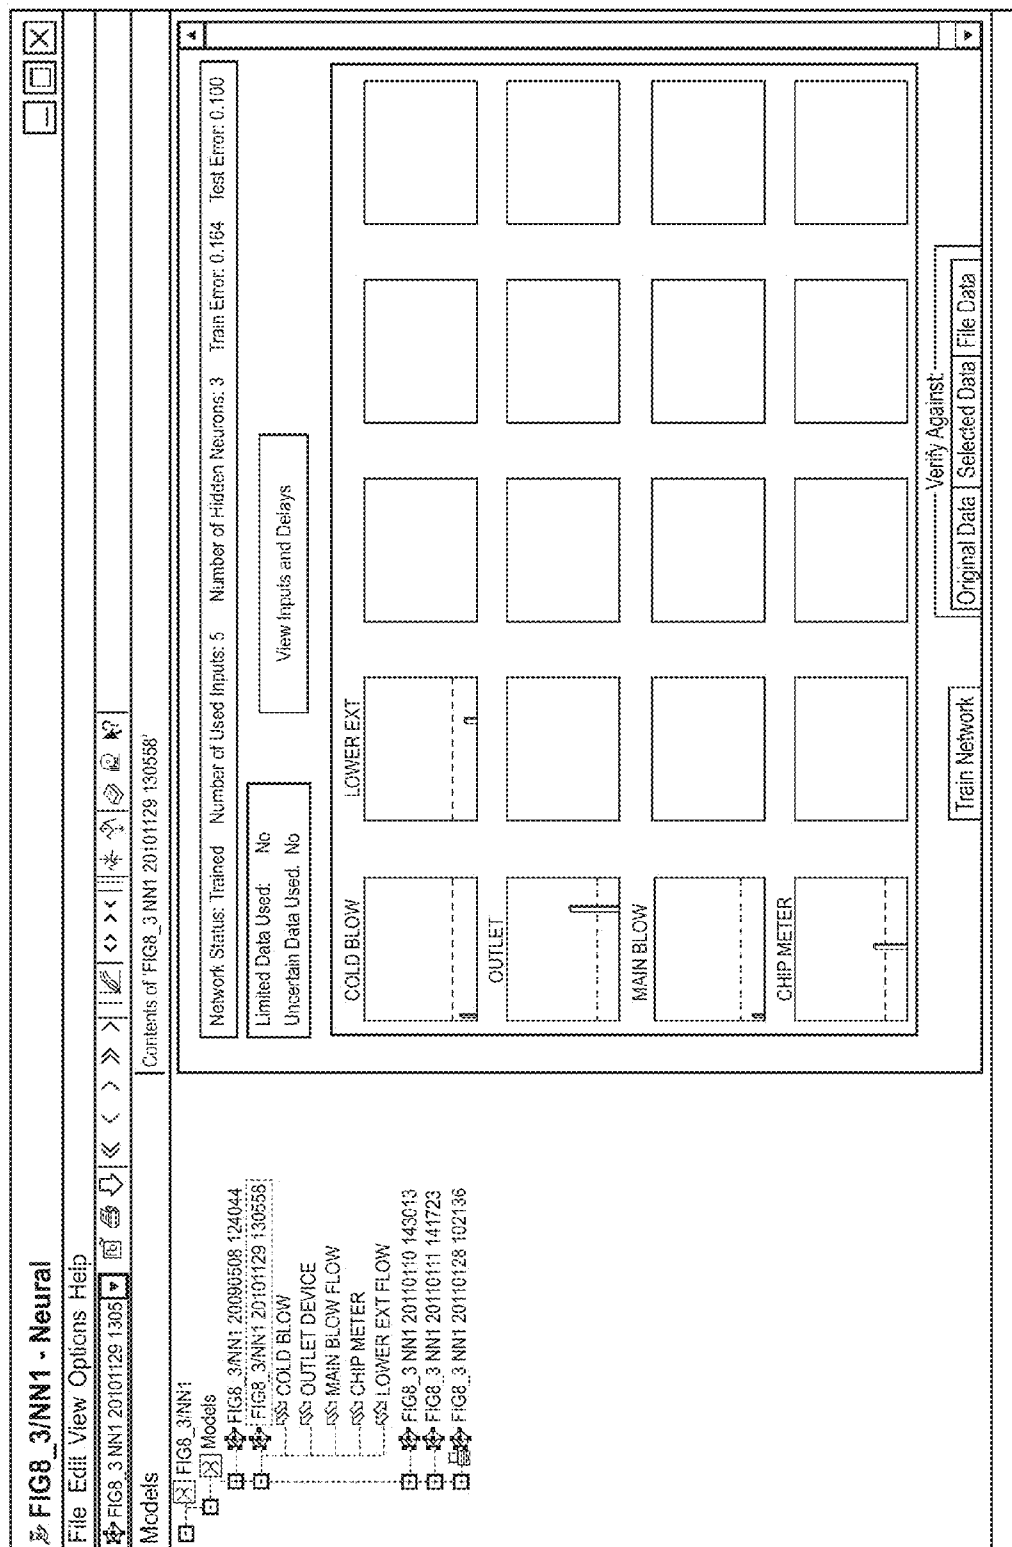 FIG8_3/NN1 - Neural
File Edit View Options Help
FIG8_3 NN1 20101129 1305
Models
Contents of 'FIG8_3 NN1 20101129 130558'
FIG8_3/NN1
Models
FIG8_3/NN1 20090508 124044
FIG8_3/NN1 20101129 130558
COLD BLOW
OUTLET DEVICE
MAIN BLOW FLOW
CHIP METER
LOWER EXT FLOW
FIG8_3 NN1 20110110 143013
FIG8_3 NN1 20110111 141723
FIG8_3 NN1 20110128 102136
Network Status: Trained Number of Used Inputs: 5 Number of Hidden Neurons: 3 Train Error: 0.164 Test Error: 0.100
Limited Data Used: No
Uncertain Data Used: No
View Inputs and Delays
COLD BLOW
LOWER EXT
OUTLET
MAIN BLOW
CHIP METER
Train Network
Verify Against:
Original Data Selected Data File Data